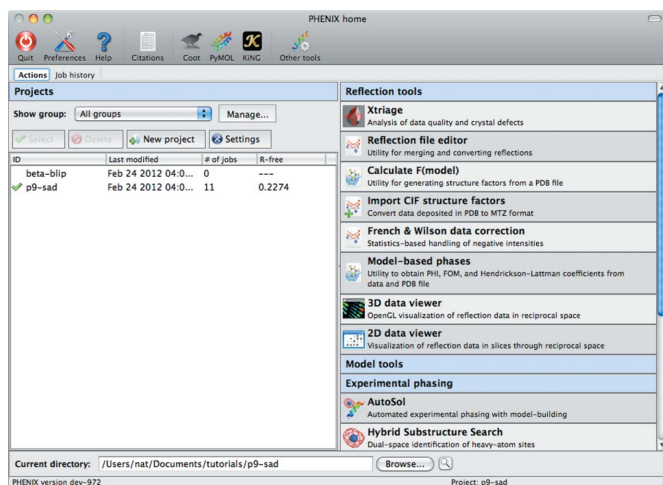 PHENIX home
Quit Preferences Help Citations Coot PyMOL KiNG Other tools
Actions Job history
Projects
Show group: All groups Manage...
Select Delete New project Settings
ID Last modified # of jobs R-free
beta-blip Feb 24 2012 04:0... 0 ---
p9-sad Feb 24 2012 04:0... 11 0.2274
Reflection tools
Xtriage
Analysis of data quality and crystal defects
Reflection file editor
Utility for merging and converting reflections
Calculate F(model)
Utility for generating structure factors from a PDB file
Import CIF structure factors
Convert data deposited in PDB to MTZ format
French & Wilson data correction
Statistics-based handling of negative intensities
Model-based phases
Utility to obtain PHI, FOM, and Hendrickson-Lattman coefficients from
data and PDB file
3D data viewer
OpenGL visualization of reflection data in reciprocal space
2D data viewer
Visualization of reflection data in slices through reciprocal space
Model tools
Experimental phasing
AutoSol
Automated experimental phasing with model-building
Hybrid Substructure Search
Dual-space identification of heavy-atom sites
Current directory: /Users/nat/Documents/tutorials/p9-sad Browse...
PHENIX version dev-972 Project: p9-sad